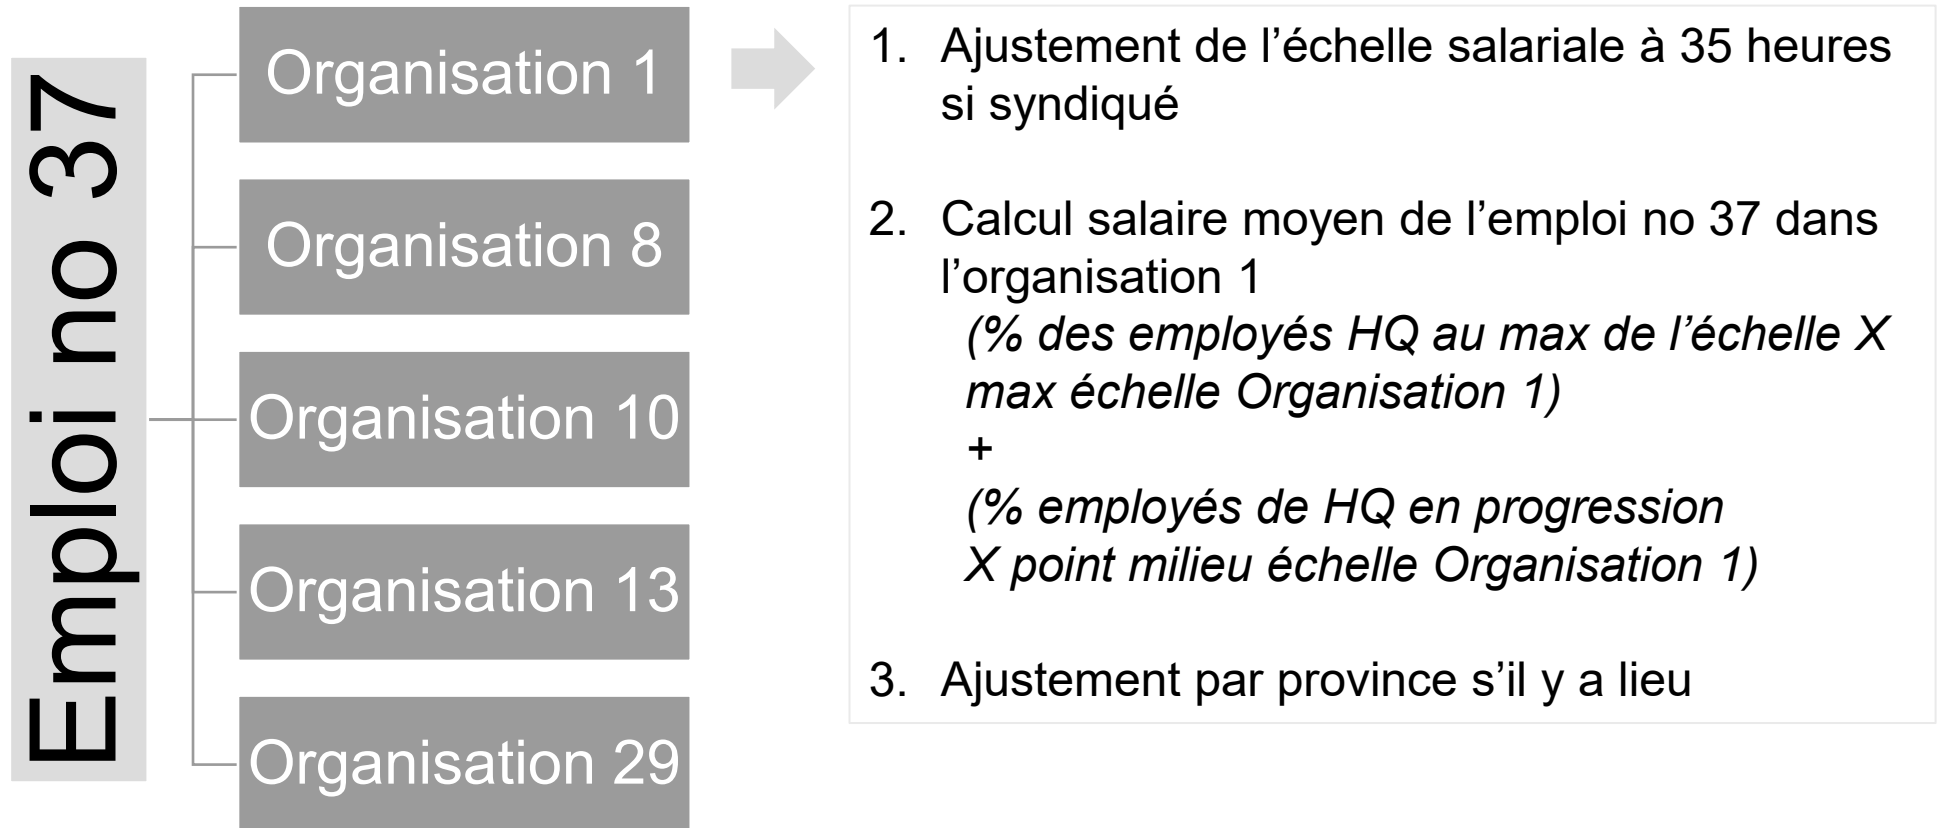 Emploi no 37
Organisation 1
Organisation 8
Organisation 10
Organisation 13
Organisation 29
1. Ajustement de l’échelle salariale à 35 heures
si syndiqué
2. Calcul salaire moyen de l’emploi no 37 dans
l’organisation 1
(% des employés HQ au max de l’échelle X
max échelle Organisation 1)
+
(% employés de HQ en progression
X point milieu échelle Organisation 1)
3. Ajustement par province s’il y a lieu